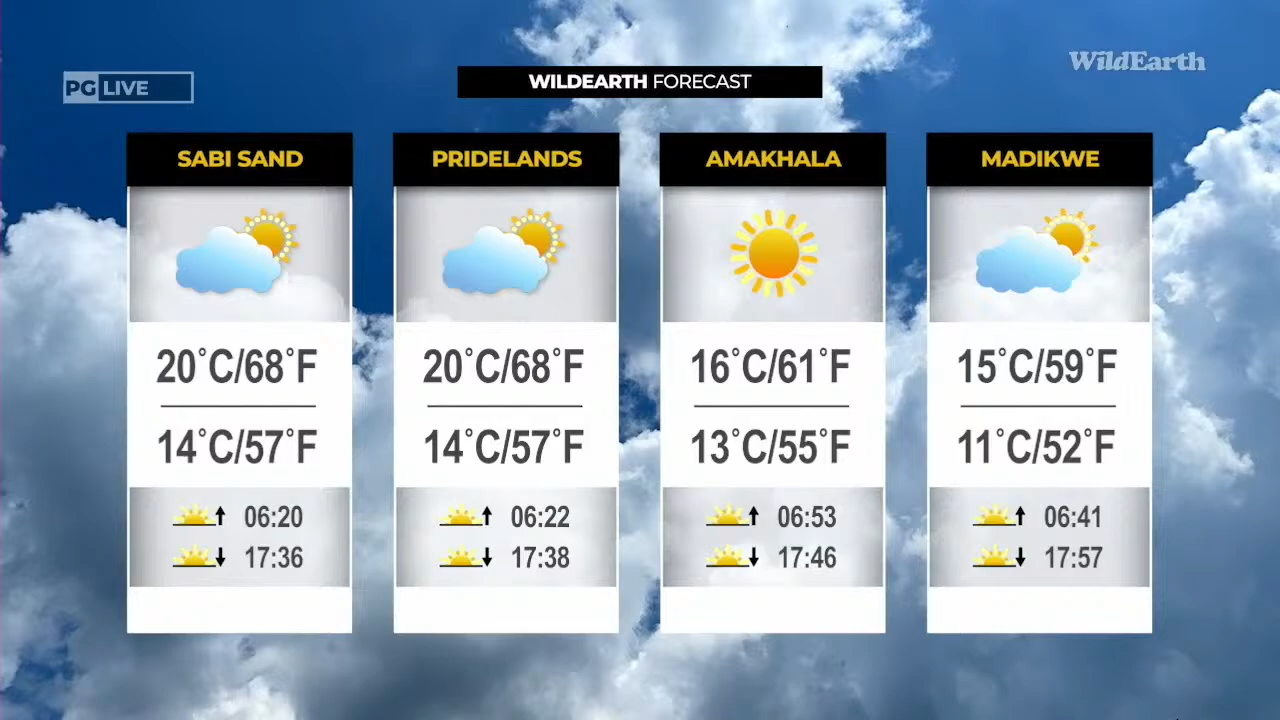 WildEarth
PG LIVE
WILDEARTH FORECAST
SABI SAND
20°C/68°F
14°C/57°F
06:20
17:36
PRIDELANDS
20°C/68°F
14°C/57°F
06:22
17:38
AMAKHALA
16°C/61°F
13°C/55°F
06:53
17:46
MADIKWE
15°C/59°F
11°C/52°F
06:41
17:57